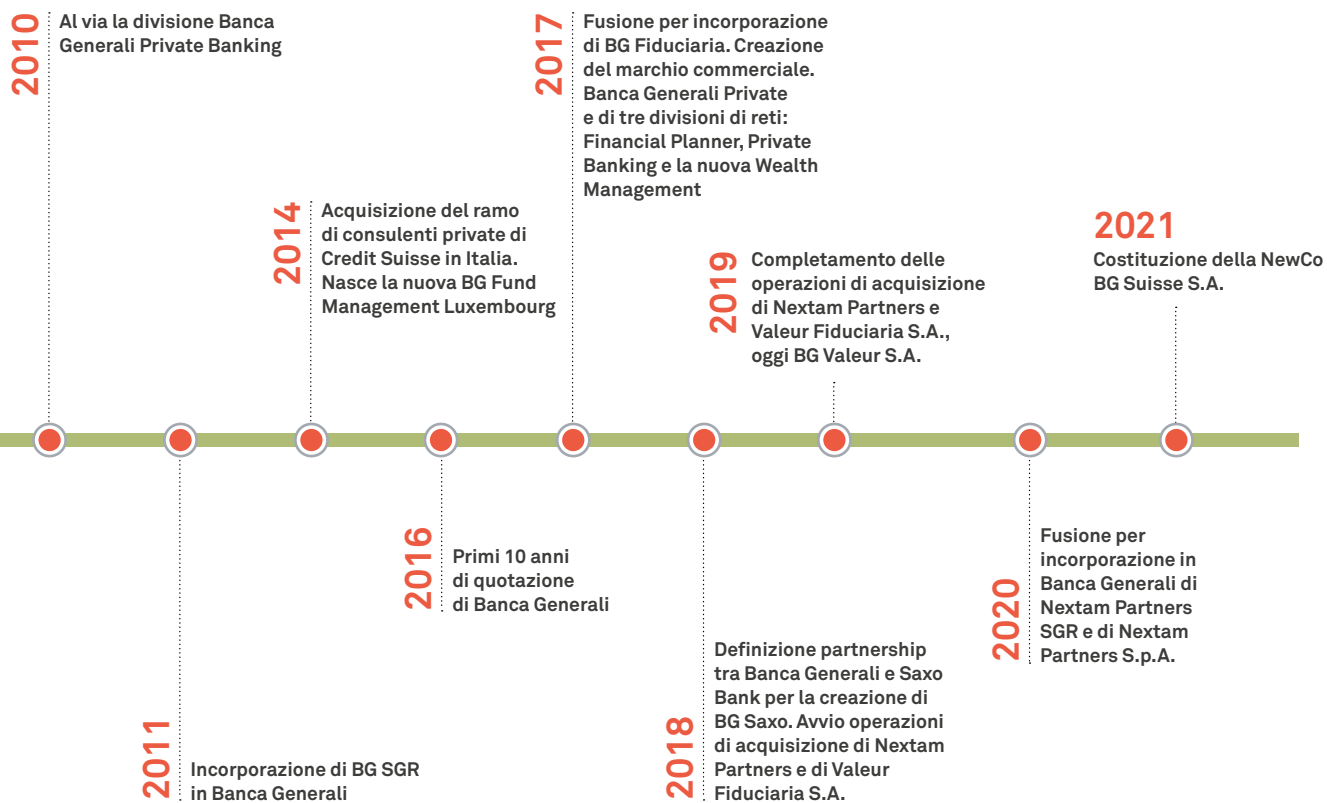 2010
Al via la divisione Banca
Generali Private Banking
2011
Incorporazione di BG SGR
in Banca Generali
2014
Acquisizione del ramo
di consulenti private di
Credit Suisse in Italia.
Nasce la nuova BG Fund
Management Luxembourg
2016
Primi 10 anni
di quotazione
di Banca Generali
2017
Fusione per incorporazione
di BG Fiduciaria. Creazione
del marchio commerciale.
Banca Generali Private
e di tre divisioni di reti:
Financial Planner, Private
Banking e la nuova Wealth
Management
2018
Definizione partnership
tra Banca Generali e Saxo
Bank per la creazione di
BG Saxo. Avvio operazioni
di acquisizione di Nextam
Partners e di Valeur
Fiduciaria S.A.
2019
Completamento delle
operazioni di acquisizione
di Nextam Partners e
Valeur Fiduciaria S.A.,
oggi BG Valeur S.A.
2020
Fusione per
incorporazione in
Banca Generali di
Nextam Partners
SGR e di Nextam
Partners S.p.A.
2021
Costituzione della NewCo
BG Suisse S.A.